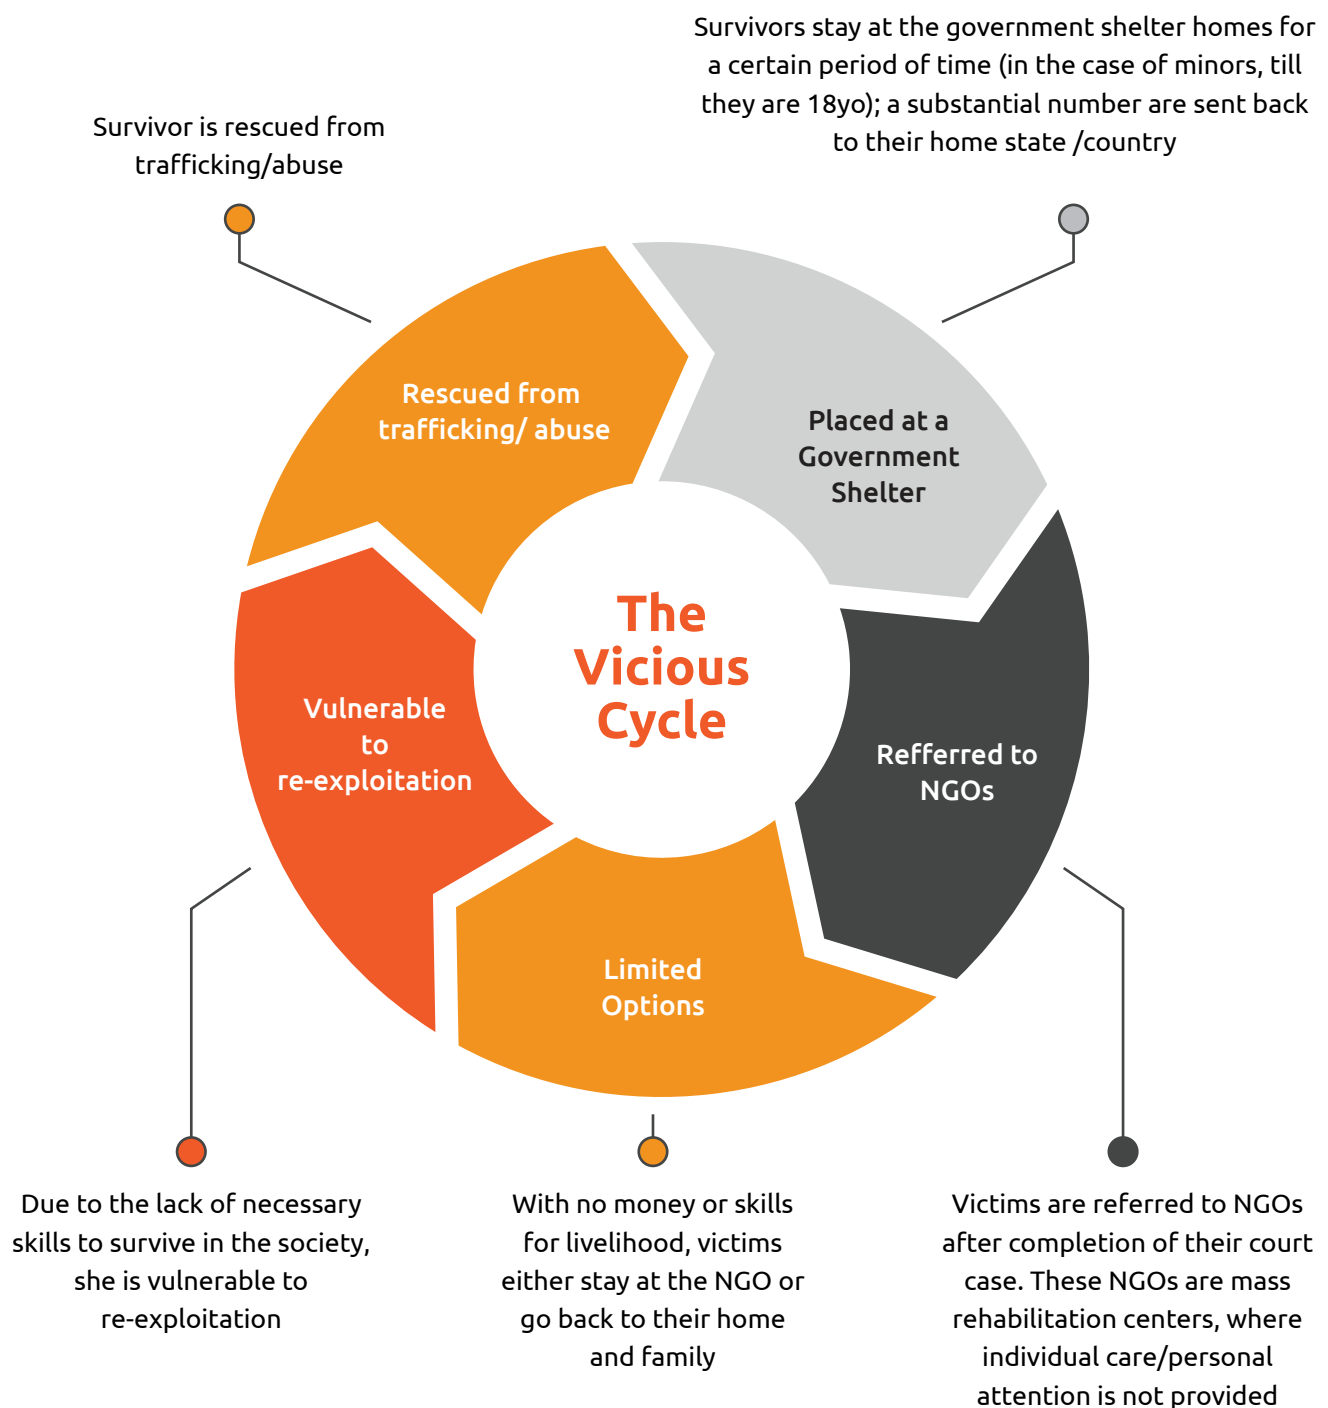 Survivors stay at the government shelter homes for
a certain period of time (in the case of minors, till
they are 18yo); a substantial number are sent back
to their home state /country
Survivor is rescued from
trafficking/abuse
Rescued from
trafficking/ abuse
Placed at a
Government
Shelter
The
Vicious
Cycle
Vulnerable
to
re-exploitation
Refferred to
NGOs
Limited
Options
Due to the lack of necessary
skills to survive in the society,
she is vulnerable to
re-exploitation
With no money or skills
for livelihood, victims
either stay at the NGO or
go back to their home
and family
Victims are referred to NGOs
after completion of their court
case. These NGOs are mass
rehabilitation centers, where
individual care/personal
attention is not provided